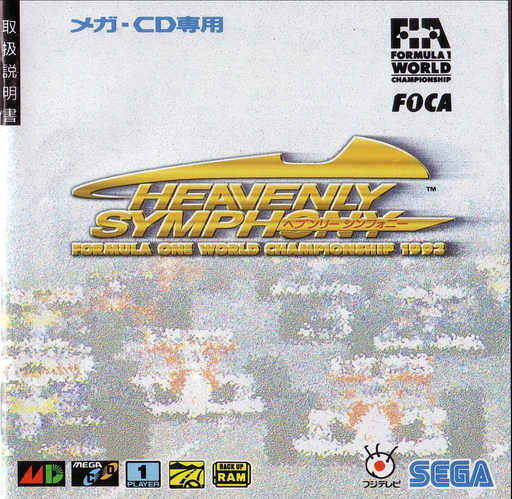 取扱説明書
メガ-CD専用
FIA
FORMULA 1
WORLD
CHAMPIONSHIP
FOCA
HEAVENLY
SYMPHONY
ヘブンリー シンフォニー
TM
FORMULA ONE WORLD CHAMPIONSHIP 1993
MD
MEGA
CD
1
PLAYER
BACK UP
RAM
フジテレビ
SEGA